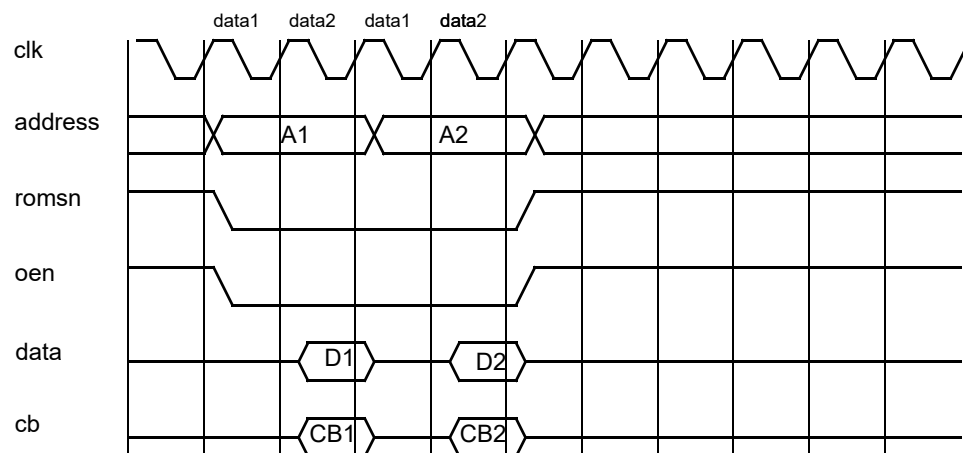 data1 data2 data1 data2
clk
address A1 A2
romsn
oen
data D1 D2
cb CB1 CB2